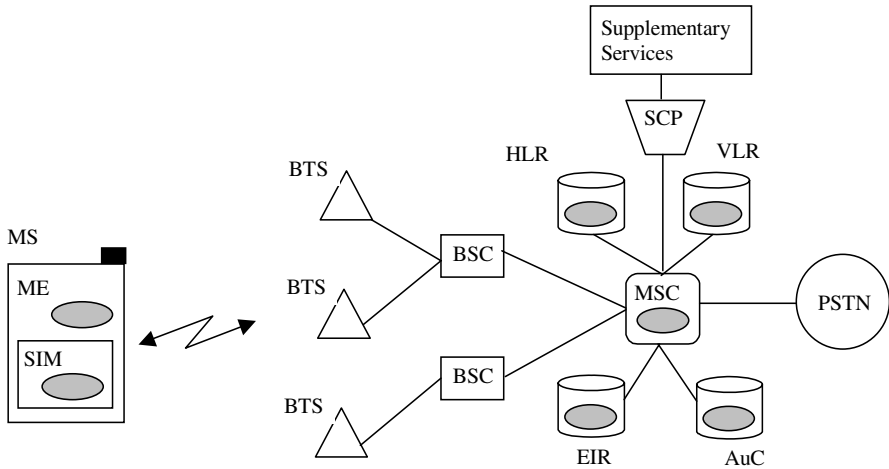 Supplementary
Services
SCP
HLR
VLR
BTS
MS
BSC
ME
BTS
MSC
PSTN
SIM
BSC
BTS
EIR
AuC